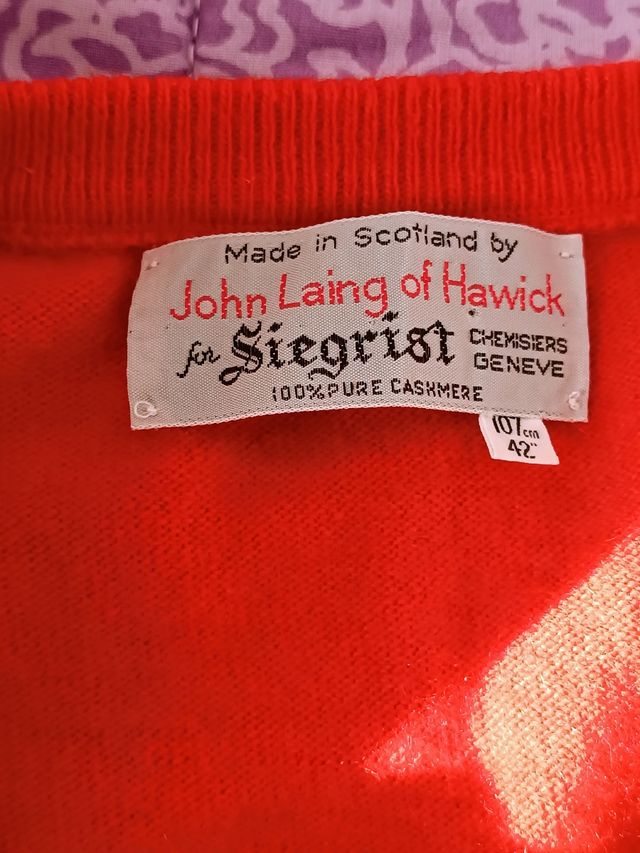 Made in Scotland by
John Laing of Hawick
for Siegrist CHEMISIERS GENEVE
100% PURE CASHMERE
107cm
42"